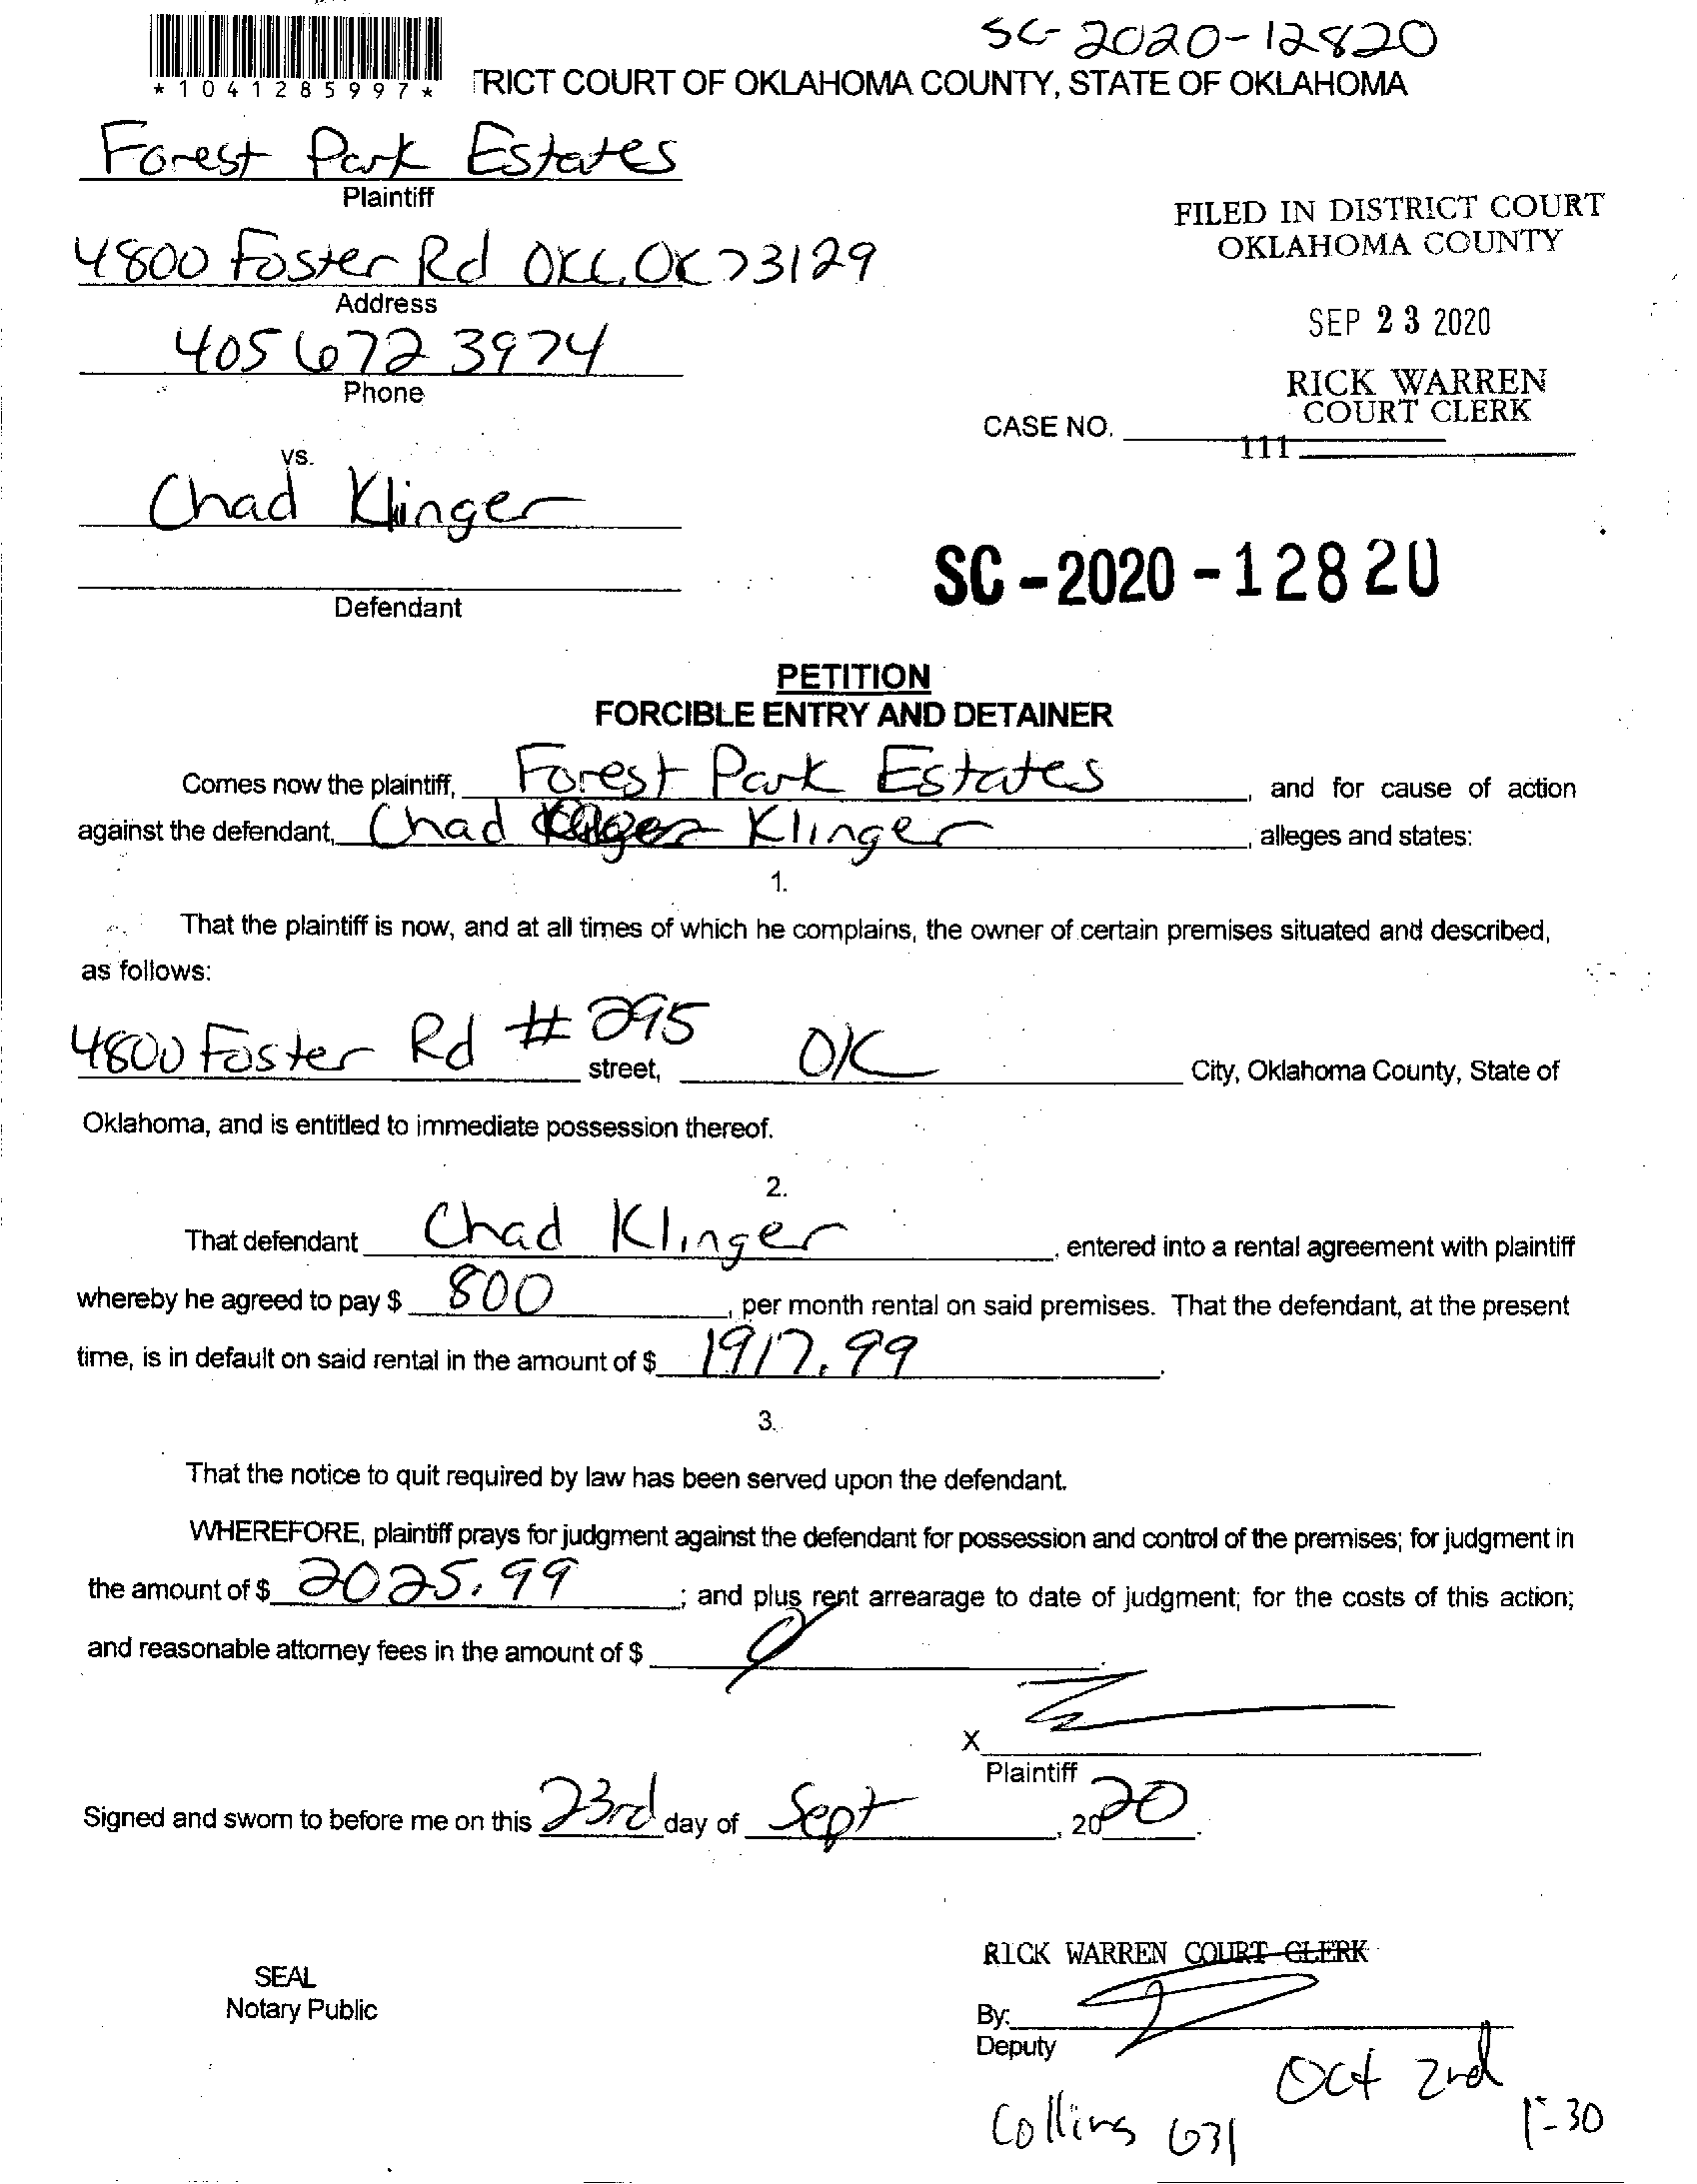 SC-2020-12820
*1041285997*
TRICT COURT OF OKLAHOMA COUNTY, STATE OF OKLAHOMA
Forest Park Estates
Plaintiff
FILED IN DISTRICT COURT
OKLAHOMA COUNTY
4800 Foster Rd OKC, OK 73129
Address
SEP 23 2020
405 672 3974
Phone
RICK WARREN
COURT CLERK
CASE NO.
111
vs.
Chad Klinger
SC-2020-12820
Defendant
PETITION
FORCIBLE ENTRY AND DETAINER
Comes now the plaintiff, Forest Park Estates, and for cause of action
against the defendant, Chad Klinger, alleges and states:
1.
That the plaintiff is now, and at all times of which he complains, the owner of certain premises situated and described,
as follows:
4800 Foster Rd # 295 street, OK City, Oklahoma County, State of
Oklahoma, and is entitled to immediate possession thereof.
2.
That defendant Chad Klinger, entered into a rental agreement with plaintiff
whereby he agreed to pay $ 800, per month rental on said premises. That the defendant, at the present
time, is in default on said rental in the amount of $ 1917.99.
3.
That the notice to quit required by law has been served upon the defendant.
WHEREFORE, plaintiff prays for judgment against the defendant for possession and control of the premises; for judgment in
the amount of $ 2025.99; and plus rent arrearage to date of judgment; for the costs of this action;
and reasonable attorney fees in the amount of $
X
Plaintiff
Signed and sworn to before me on this 23rd day of Sept, 2020.
RICK WARREN COURT CLERK
SEAL
Notary Public
By:
Deputy
Oct 2nd
Collins 631 1:30